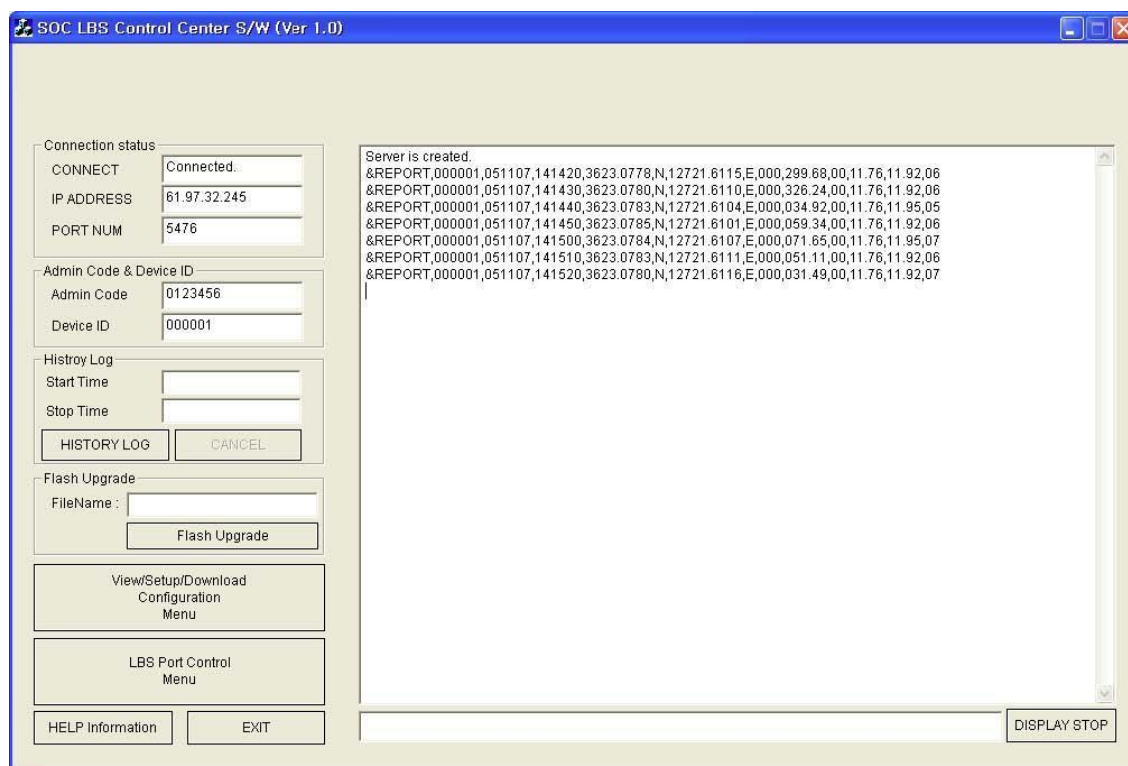 SOC LBS Control Center S/W (Ver 1.0)
Connection status
CONNECT
Connected.
IP ADDRESS
61.97.32.245
PORT NUM
5476
Admin Code & Device ID
Admin Code
0123456
Device ID
000001
Histroy Log
Start Time
Stop Time
HISTORY LOG
CANCEL
Flash Upgrade
FileName :
Flash Upgrade
View/Setup/Download
Configuration
Menu
LBS Port Control
Menu
HELP Information
EXIT
Server is created.
&REPORT,000001,051107,141420,3623.0778,N,12721.6115,E,000,299.68,00,11.76,11.92,06
&REPORT,000001,051107,141430,3623.0780,N,12721.6110,E,000,326.24,00,11.76,11.92,06
&REPORT,000001,051107,141440,3623.0783,N,12721.6104,E,000,034.92,00,11.76,11.95,05
&REPORT,000001,051107,141450,3623.0785,N,12721.6101,E,000,059.34,00,11.76,11.92,06
&REPORT,000001,051107,141500,3623.0784,N,12721.6107,E,000,071.65,00,11.76,11.95,07
&REPORT,000001,051107,141510,3623.0783,N,12721.6111,E,000,051.11,00,11.76,11.92,06
&REPORT,000001,051107,141520,3623.0780,N,12721.6116,E,000,031.49,00,11.76,11.92,07
DISPLAY STOP